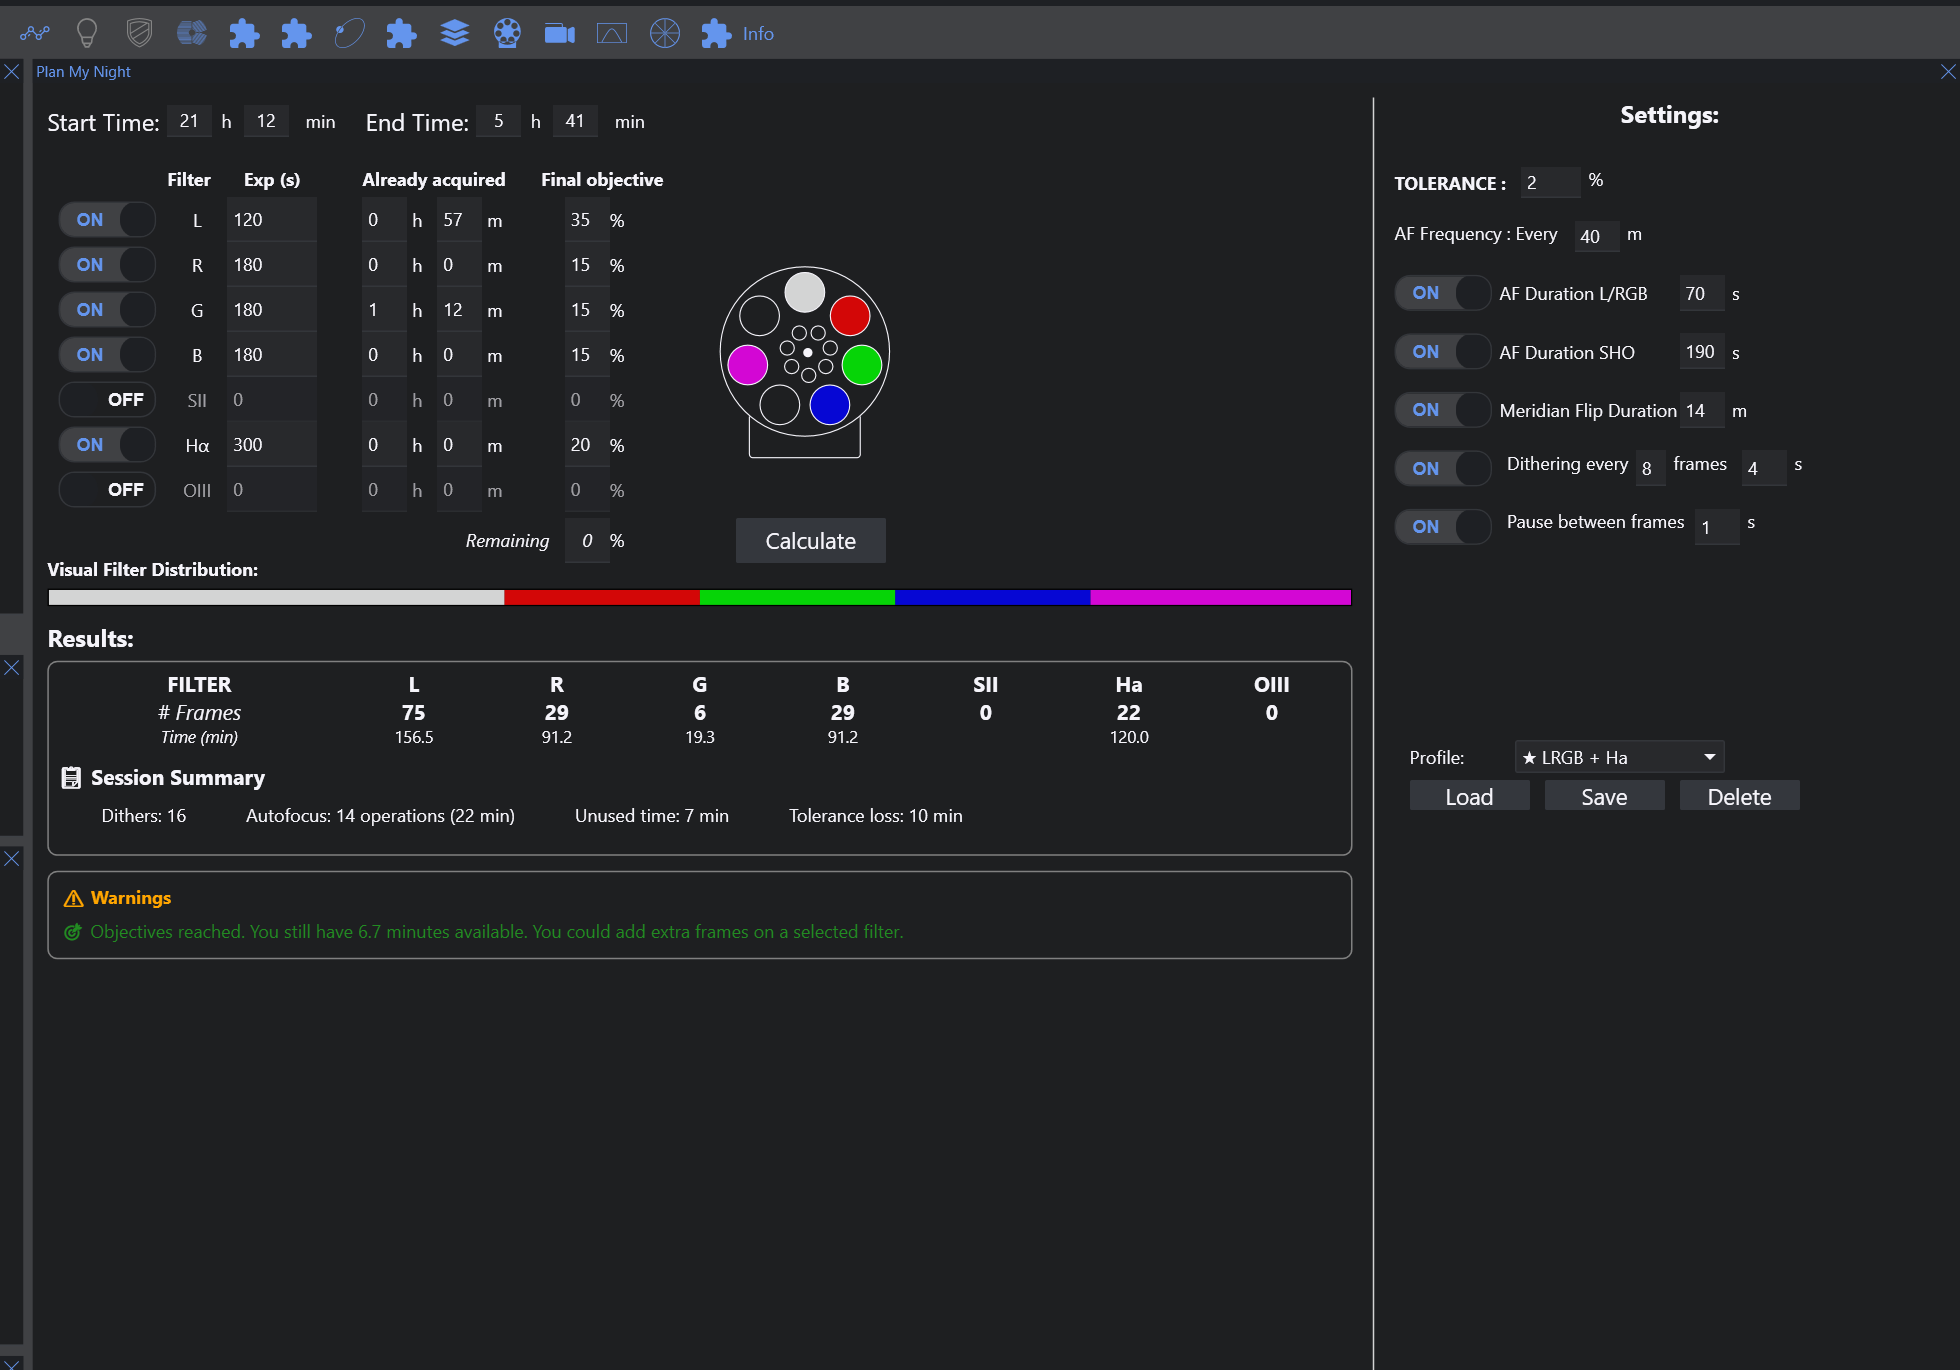 Info
Plan My Night
Start Time: 21 h 12 min End Time: 5 h 41 min
Filter Exp (s) Already acquired Final objective
ON L 120 0 h 57 m 35 %
ON R 180 0 h 0 m 15 %
ON G 180 1 h 12 m 15 %
ON B 180 0 h 0 m 15 %
OFF SII 0 0 h 0 m 0 %
ON Hα 300 0 h 0 m 20 %
OFF OIII 0 0 h 0 m 0 %
Remaining 0 %
Calculate
Visual Filter Distribution:
Results:
FILTER L R G B SII Ha OIII
# Frames 75 29 6 29 0 22 0
Time (min) 156.5 91.2 19.3 91.2 120.0
Session Summary
Dithers: 16 Autofocus: 14 operations (22 min) Unused time: 7 min Tolerance loss: 10 min
Warnings
Objectives reached. You still have 6.7 minutes available. You could add extra frames on a selected filter.
Settings:
TOLERANCE : 2 %
AF Frequency : Every 40 m
ON AF Duration L/RGB 70 s
ON AF Duration SHO 190 s
ON Meridian Flip Duration 14 m
ON Dithering every 8 frames 4 s
ON Pause between frames 1 s
Profile: ★ LRGB + Ha
Load Save Delete